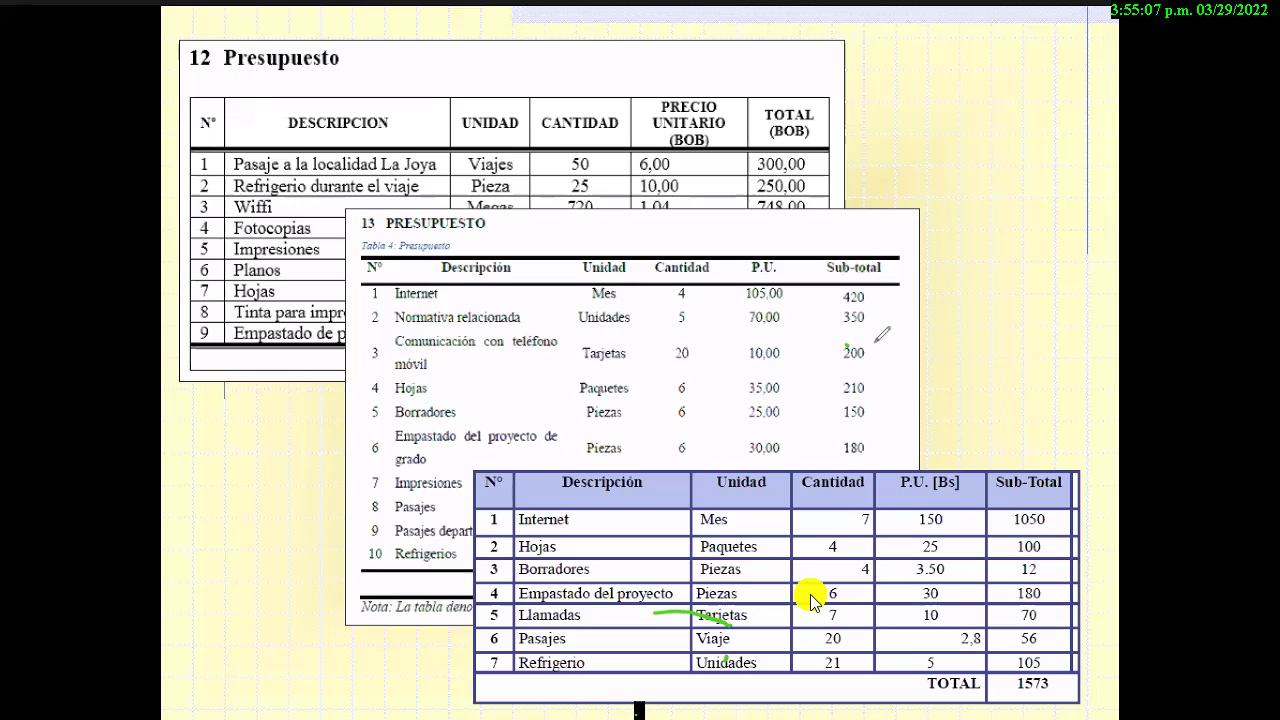 3:55:07 p.m. 03/29/2022
12 Presupuesto
Nº DESCRIPCION UNIDAD CANTIDAD PRECIO UNITARIO (BOB) TOTAL (BOB)
1 Pasaje a la localidad La Joya Viajes 50 6,00 300,00
2 Refrigerio durante el viaje Pieza 25 10,00 250,00
3 Wiffi Megas 720 1,04 748,00
4 Fotocopias
5 Impresiones
6 Planos
7 Hojas
8 Tinta para impr
9 Empastado de p
13 PRESUPUESTO
Tabla 4: Presupuesto
Nº Descripción Unidad Cantidad P.U. Sub-total
1 Internet Mes 4 105,00 420
2 Normativa relacionada Unidades 5 70,00 350
3 Comunicación con teléfono móvil Tarjetas 20 10,00 200
4 Hojas Paquetes 6 35,00 210
5 Borradores Piezas 6 25,00 150
6 Empastado del proyecto de grado Piezas 6 30,00 180
7 Impresiones
8 Pasajes
9 Pasajes depart
10 Refrigerios
Nota: La tabla deno
Nº Descripción Unidad Cantidad P.U. [Bs] Sub-Total
1 Internet Mes 7 150 1050
2 Hojas Paquetes 4 25 100
3 Borradores Piezas 4 3.50 12
4 Empastado del proyecto Piezas 6 30 180
5 Llamadas Tarjetas 7 10 70
6 Pasajes Viaje 20 2,8 56
7 Refrigerio Unidades 21 5 105
TOTAL 1573